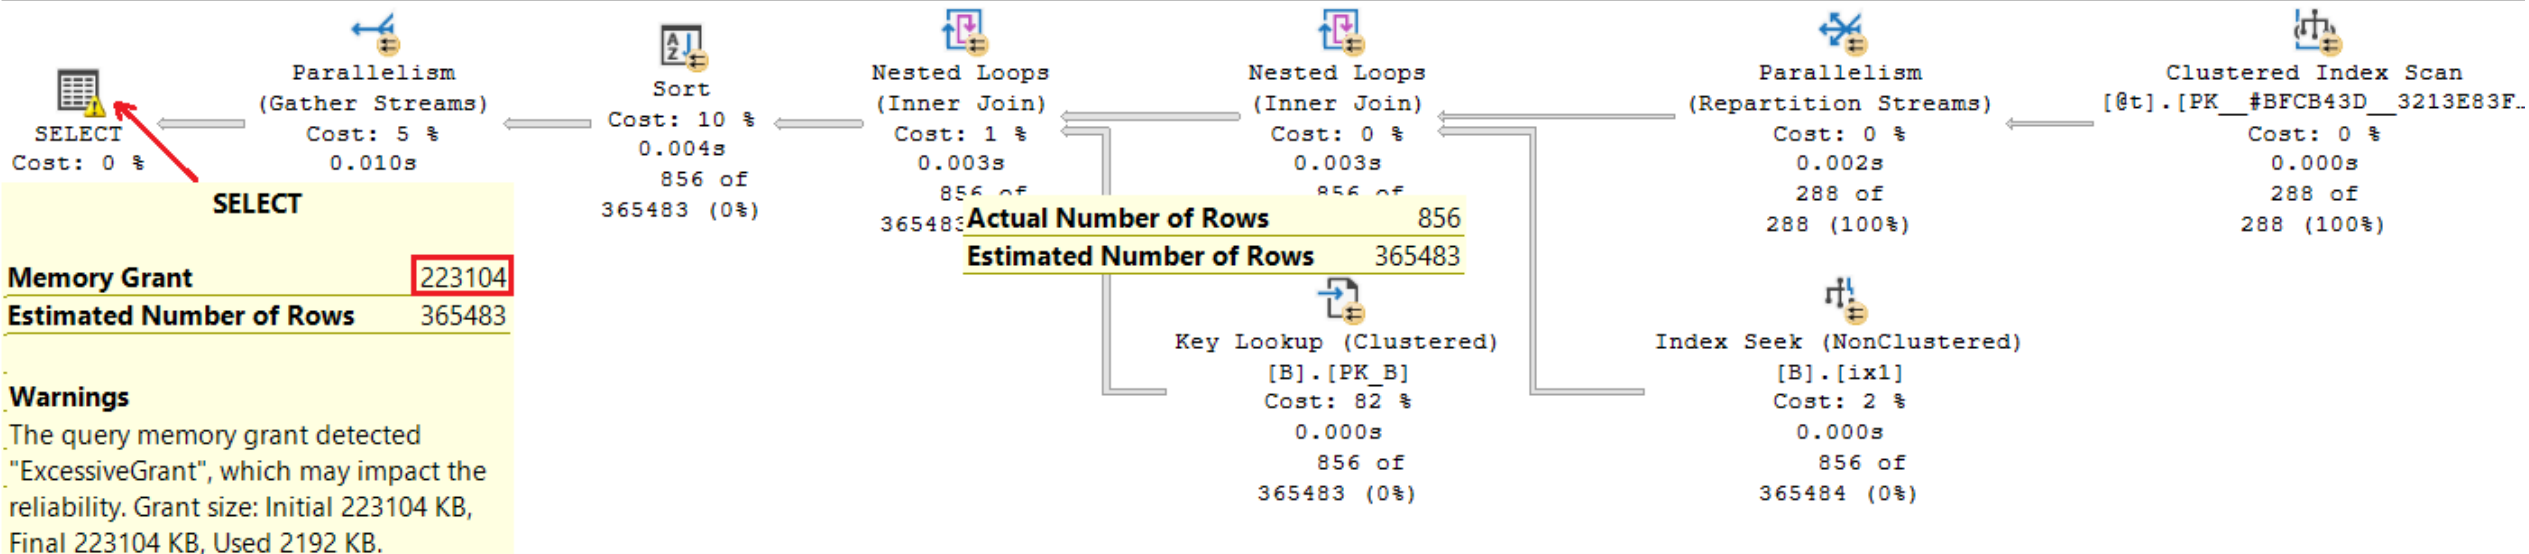 SELECT
Cost: 0 %
Parallelism
(Gather Streams)
Cost: 5 %
0.010s
Sort
Cost: 10 %
0.004s
856 of
365483 (0%)
Nested Loops
(Inner Join)
Cost: 1 %
0.003s
856 of
365483
Nested Loops
(Inner Join)
Cost: 0 %
0.003s
856 of
Parallelism
(Repartition Streams)
Cost: 0 %
0.002s
288 of
288 (100%)
Clustered Index Scan
[@t].[PK__#BFCB43D__3213E83F…
Cost: 0 %
0.000s
288 of
288 (100%)
SELECT
Memory Grant 223104
Estimated Number of Rows 365483
Warnings
The query memory grant detected
"ExcessiveGrant", which may impact the
reliability. Grant size: Initial 223104 KB,
Final 223104 KB, Used 2192 KB.
Actual Number of Rows 856
Estimated Number of Rows 365483
Key Lookup (Clustered)
[B].[PK_B]
Cost: 82 %
0.000s
856 of
365483 (0%)
Index Seek (NonClustered)
[B].[ix1]
Cost: 2 %
0.000s
856 of
365484 (0%)